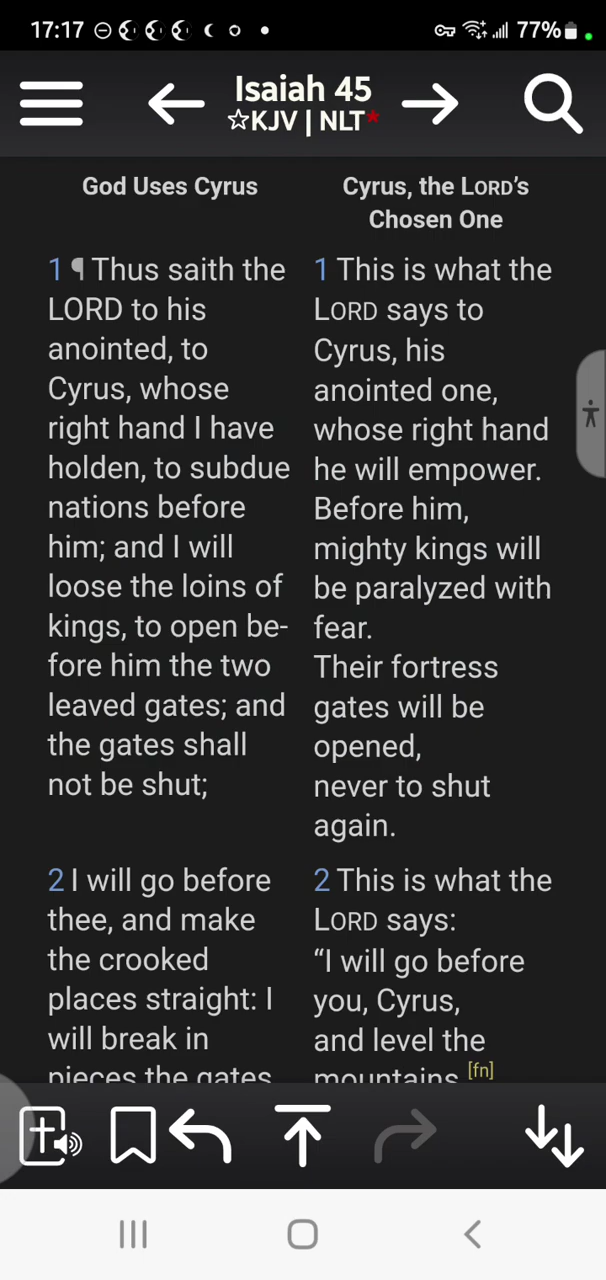 17:17
77%
Isaiah 45
☆KJV | NLT*
God Uses Cyrus
1 ¶ Thus saith the
LORD to his
anointed, to
Cyrus, whose
right hand I have
holden, to subdue
nations before
him; and I will
loose the loins of
kings, to open be-
fore him the two
leaved gates; and
the gates shall
not be shut;
2 I will go before
thee, and make
the crooked
places straight: I
will break in
pieces the gates
Cyrus, the LORD’s
Chosen One
1 This is what the
LORD says to
Cyrus, his
anointed one,
whose right hand
he will empower.
Before him,
mighty kings will
be paralyzed with
fear.
Their fortress
gates will be
opened,
never to shut
again.
2 This is what the
LORD says:
“I will go before
you, Cyrus,
and level the
mountains. [fn]